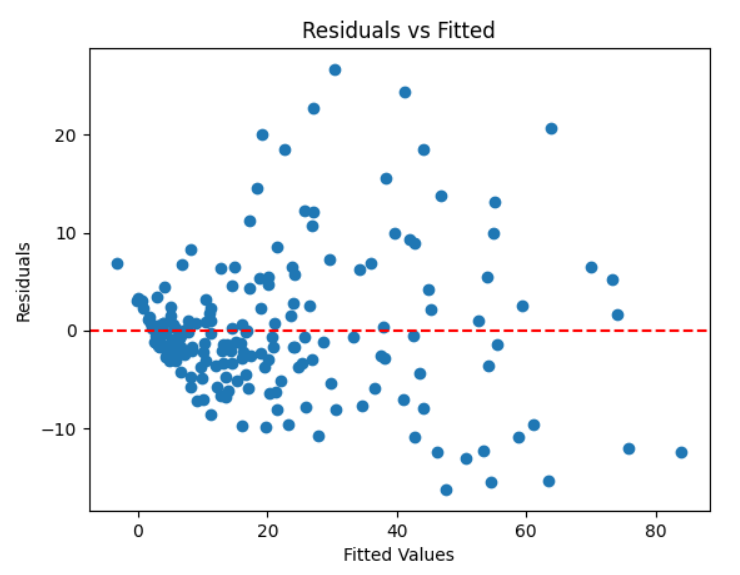 Residuals vs Fitted
Residuals
20
10
0
−10
0 20 40 60 80
Fitted Values